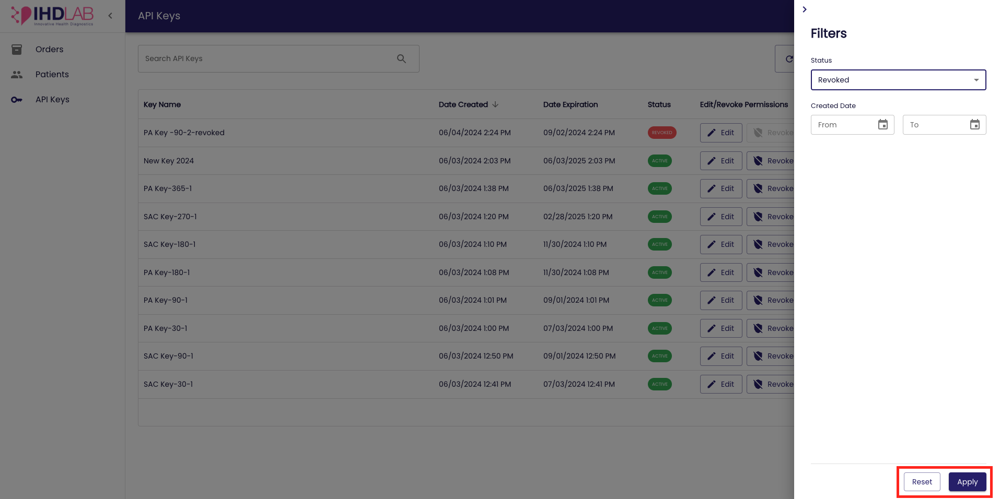 IHDLAB
Innovative Health Diagnostics
Orders
Patients
API Keys
API Keys
Search API Keys
Key Name Date Created Date Expiration Status Edit/Revoke Permissions
PA Key -90-2-revoked 06/04/2024 2:24 PM 09/02/2024 2:24 PM REVOKED Edit Revoke
New Key 2024 06/03/2024 2:03 PM 06/03/2025 2:03 PM ACTIVE Edit Revoke
PA Key-365-1 06/03/2024 1:38 PM 06/03/2025 1:38 PM ACTIVE Edit Revoke
SAC Key-270-1 06/03/2024 1:20 PM 02/28/2025 1:20 PM ACTIVE Edit Revoke
SAC Key-180-1 06/03/2024 1:10 PM 11/30/2024 1:10 PM ACTIVE Edit Revoke
PA Key-180-1 06/03/2024 1:08 PM 11/30/2024 1:08 PM ACTIVE Edit Revoke
PA Key-90-1 06/03/2024 1:01 PM 09/01/2024 1:01 PM ACTIVE Edit Revoke
PA Key-30-1 06/03/2024 1:00 PM 07/03/2024 1:00 PM ACTIVE Edit Revoke
SAC Key-90-1 06/03/2024 12:50 PM 09/01/2024 12:50 PM ACTIVE Edit Revoke
SAC Key-30-1 06/03/2024 12:41 PM 07/03/2024 12:41 PM ACTIVE Edit Revoke
Filters
Status
Revoked
Created Date
From To
Reset Apply